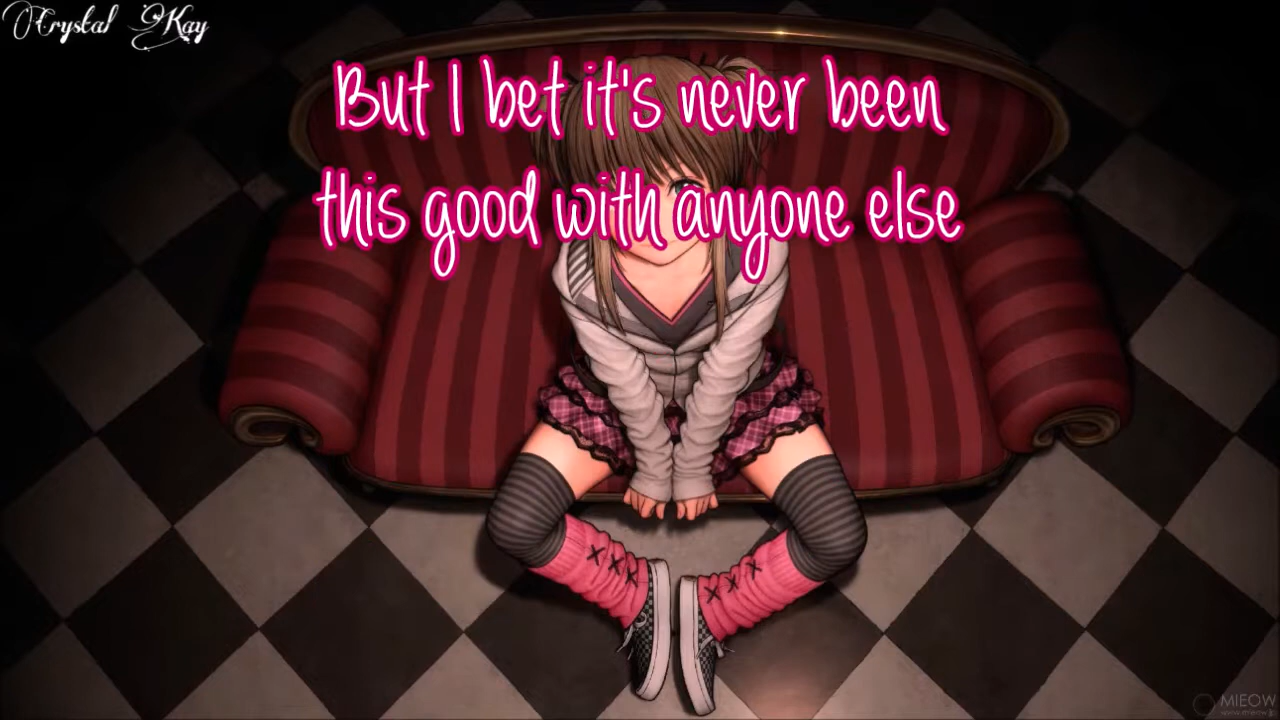 Crystal Kay
But I bet it's never been
this good with anyone else
MIEOW